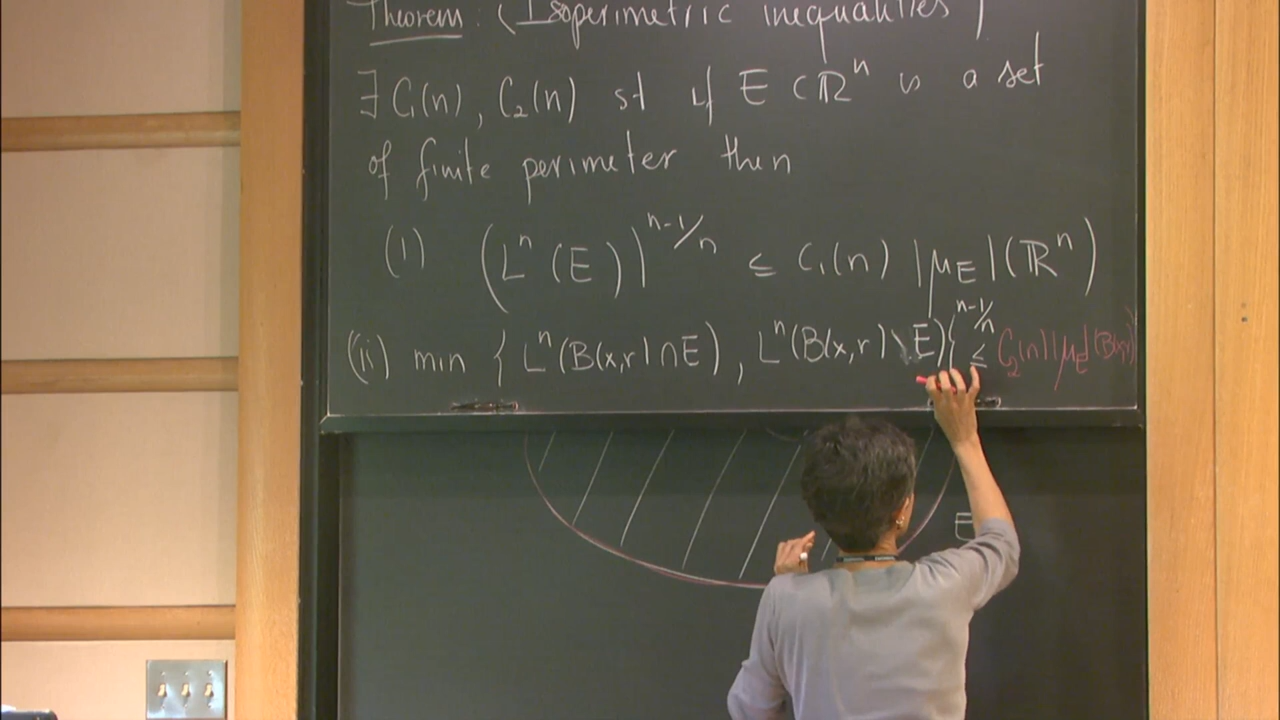 Theorem: (Isoperimetric inequalities)
∃ C₁(n), C₂(n) st if E ⊂ ℝⁿ is a set
of finite perimeter then
(i) (Lⁿ(E))^{n-1/n} ≤ C₁(n) |μ_E|(ℝⁿ)
(ii) min { Lⁿ(B(x,r) ∩ E), Lⁿ(B(x,r) \ E) }^{n-1/n} ≤ C₂(n) |μ_E|(B(x,r))
E